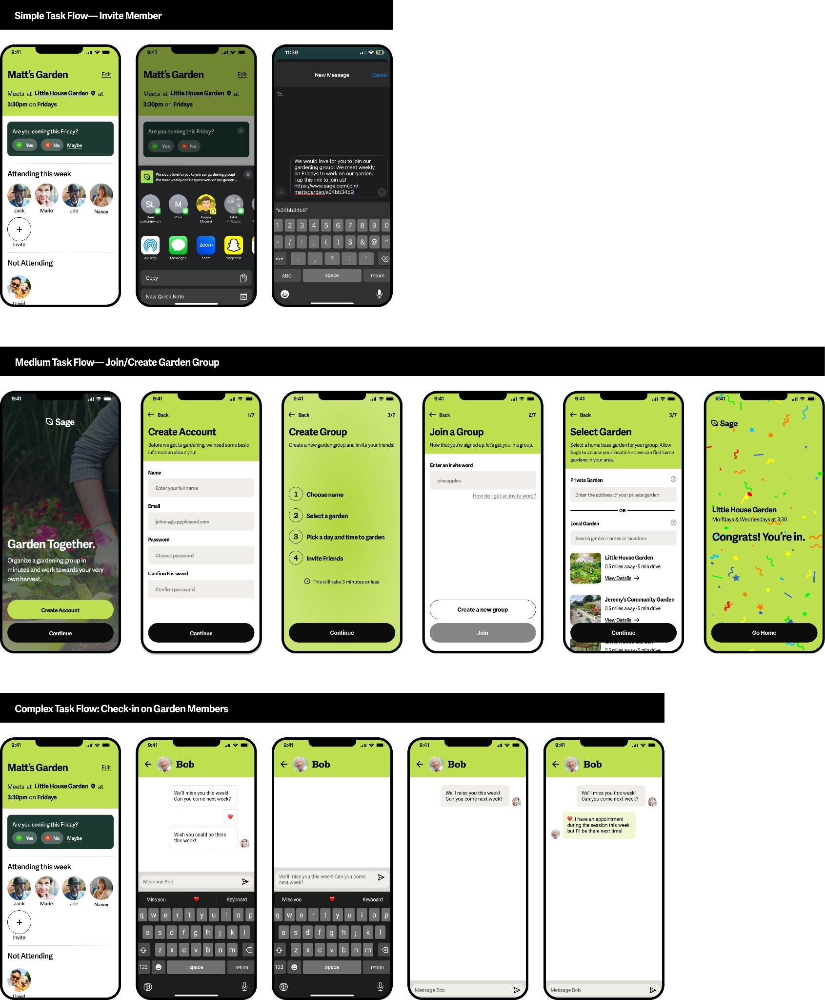 Simple Task Flow— Invite Member
9:41
Matt's Garden
Edit
Meets at Little House Garden at
3:30pm on Fridays
Are you coming this Friday?
Yes
No
Maybe
Attending this week
Jack
Marie
Joe
Nancy
+
Invite
Not Attending
David
9:41
Matt's Garden
Edit
Meets at Little House Garden at
3:30pm on Fridays
Are you coming this Friday?
Yes
No
We would love for you to join our gardening group!
We meet weekly on Fridays to work on our garden....
SL
M
LM
Sam
Liokumovich
Mom
Kappa
Choima
FAM
4 People
zoom
AirDrop
Messages
Zoom
Snapchat
Copy
New Quick Note
11:39
13
New Message
Cancel
To:
We would love for you to join our
gardening group! We meet weekly
on Fridays to work on our garden.
Tap this link to join us!
https://www.sage.com/join/
mattsgarden/a24bb34b9
"a24bb34b9"
1 2 3 4 5 6 7 8 9 0
- / : ; ( ) $ & @ "
#+= . , ? ! '
ABC
space
return
Medium Task Flow— Join/Create Garden Group
9:41
Sage
Garden Together.
Organize a gardening group in
minutes and work towards your very
own harvest.
Create Account
Continue
9:41
Back
1/7
Create Account
Before we get to gardening, we need some basic
information about you!
Name
Enter your full name
Email
johnny@apppleseed.com
Password
Choose password
Confirm Password
Confirm password
Continue
9:41
Back
3/7
Create Group
Create a new garden group and invite your friends!
1 Choose name
2 Select a garden
3 Pick a day and time to garden
4 Invite Friends
This will take 3 minutes or less
Continue
9:41
Back
2/7
Join a Group
Now that you're signed up, let's get you in a group.
Enter an invite word
pineapples
How do I get an invite word?
Create a new group
Join
9:41
Back
5/7
Select Garden
Select a home base garden for your group. Allow
Sage to access your location so we can find some
gardens in your area.
Private Garden
?
Enter the address of your private garden
OR
Local Garden
?
Search garden names or locations
Little House Garden
0.5 miles away · 5 min drive
View Details
Jeremy's Community Garden
0.5 miles away · 5 min drive
View Details
Continue
Little House Garden
0.5 miles away · 5 min drive
9:41
Sage
Little House Garden
Mondays & Wednesdays at 3:30
Congrats! You're in.
Go Home
Complex Task Flow: Check-in on Garden Members
9:41
Matt's Garden
Edit
Meets at Little House Garden at
3:30pm on Fridays
Are you coming this Friday?
Yes
No
Maybe
Attending this week
Jack
Marie
Joe
Nancy
+
Invite
Not Attending
David
9:41
Bob
We'll miss you this week!
Can you come next week?
❤️
Wish you could be there
this week!
Message Bob
Miss you
❤️
Keyboard
q w e r t y u i o p
a s d f g h j k l
z x c v b n m
123
space
return
9:41
Bob
We'll miss you this week! Can you come
next week?
Miss you
❤️
Keyboard
q w e r t y u i o p
a s d f g h j k l
z x c v b n m
123
space
return
9:41
Bob
We'll miss you this week!
Can you come next week?
Message Bob
9:41
Bob
We'll miss you this week!
Can you come next week?
❤️. I have an appointment
during the session this week
but I'll be there next time!
Message Bob